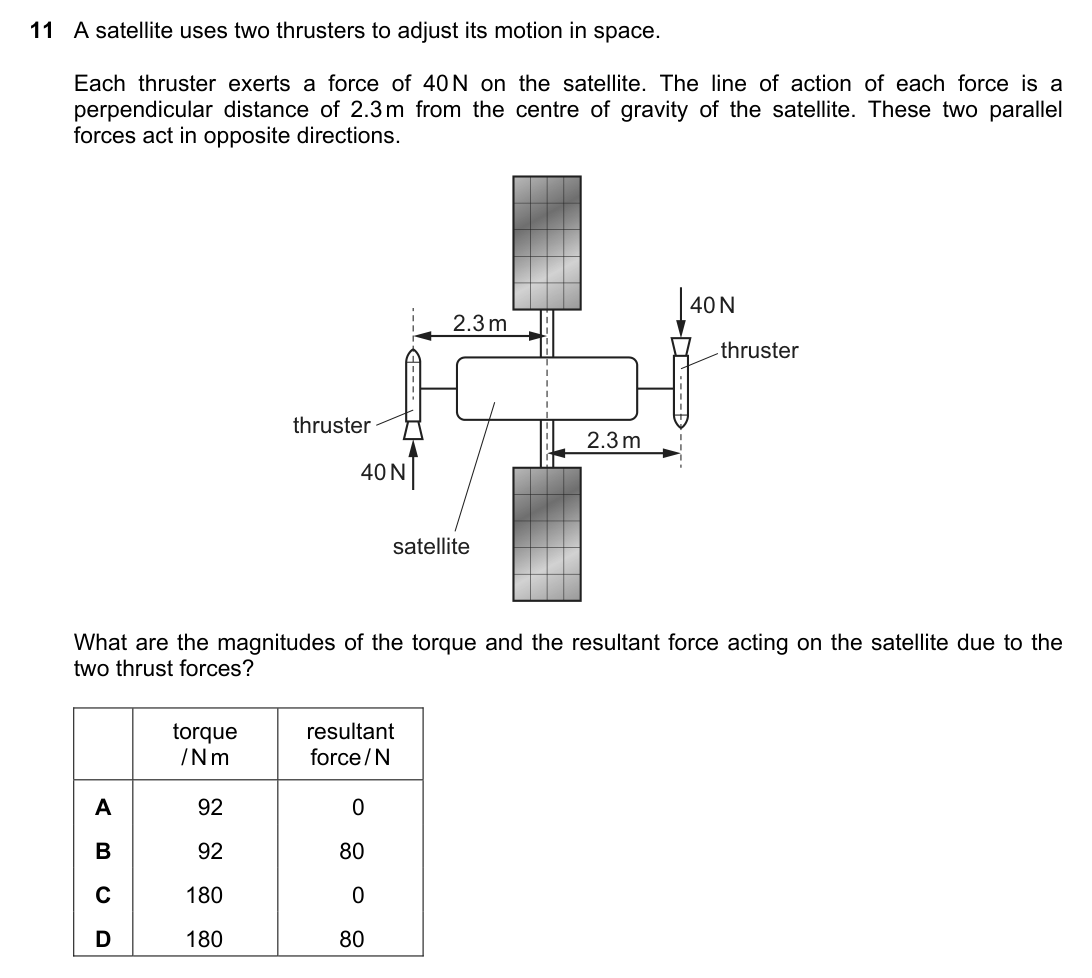 11 A satellite uses two thrusters to adjust its motion in space.
Each thruster exerts a force of 40 N on the satellite. The line of action of each force is a
perpendicular distance of 2.3 m from the centre of gravity of the satellite. These two parallel
forces act in opposite directions.
40 N
2.3 m
thruster
thruster
2.3 m
40 N
satellite
What are the magnitudes of the torque and the resultant force acting on the satellite due to the
two thrust forces?
torque resultant
/ N m force / N
A 92 0
B 92 80
C 180 0
D 180 80